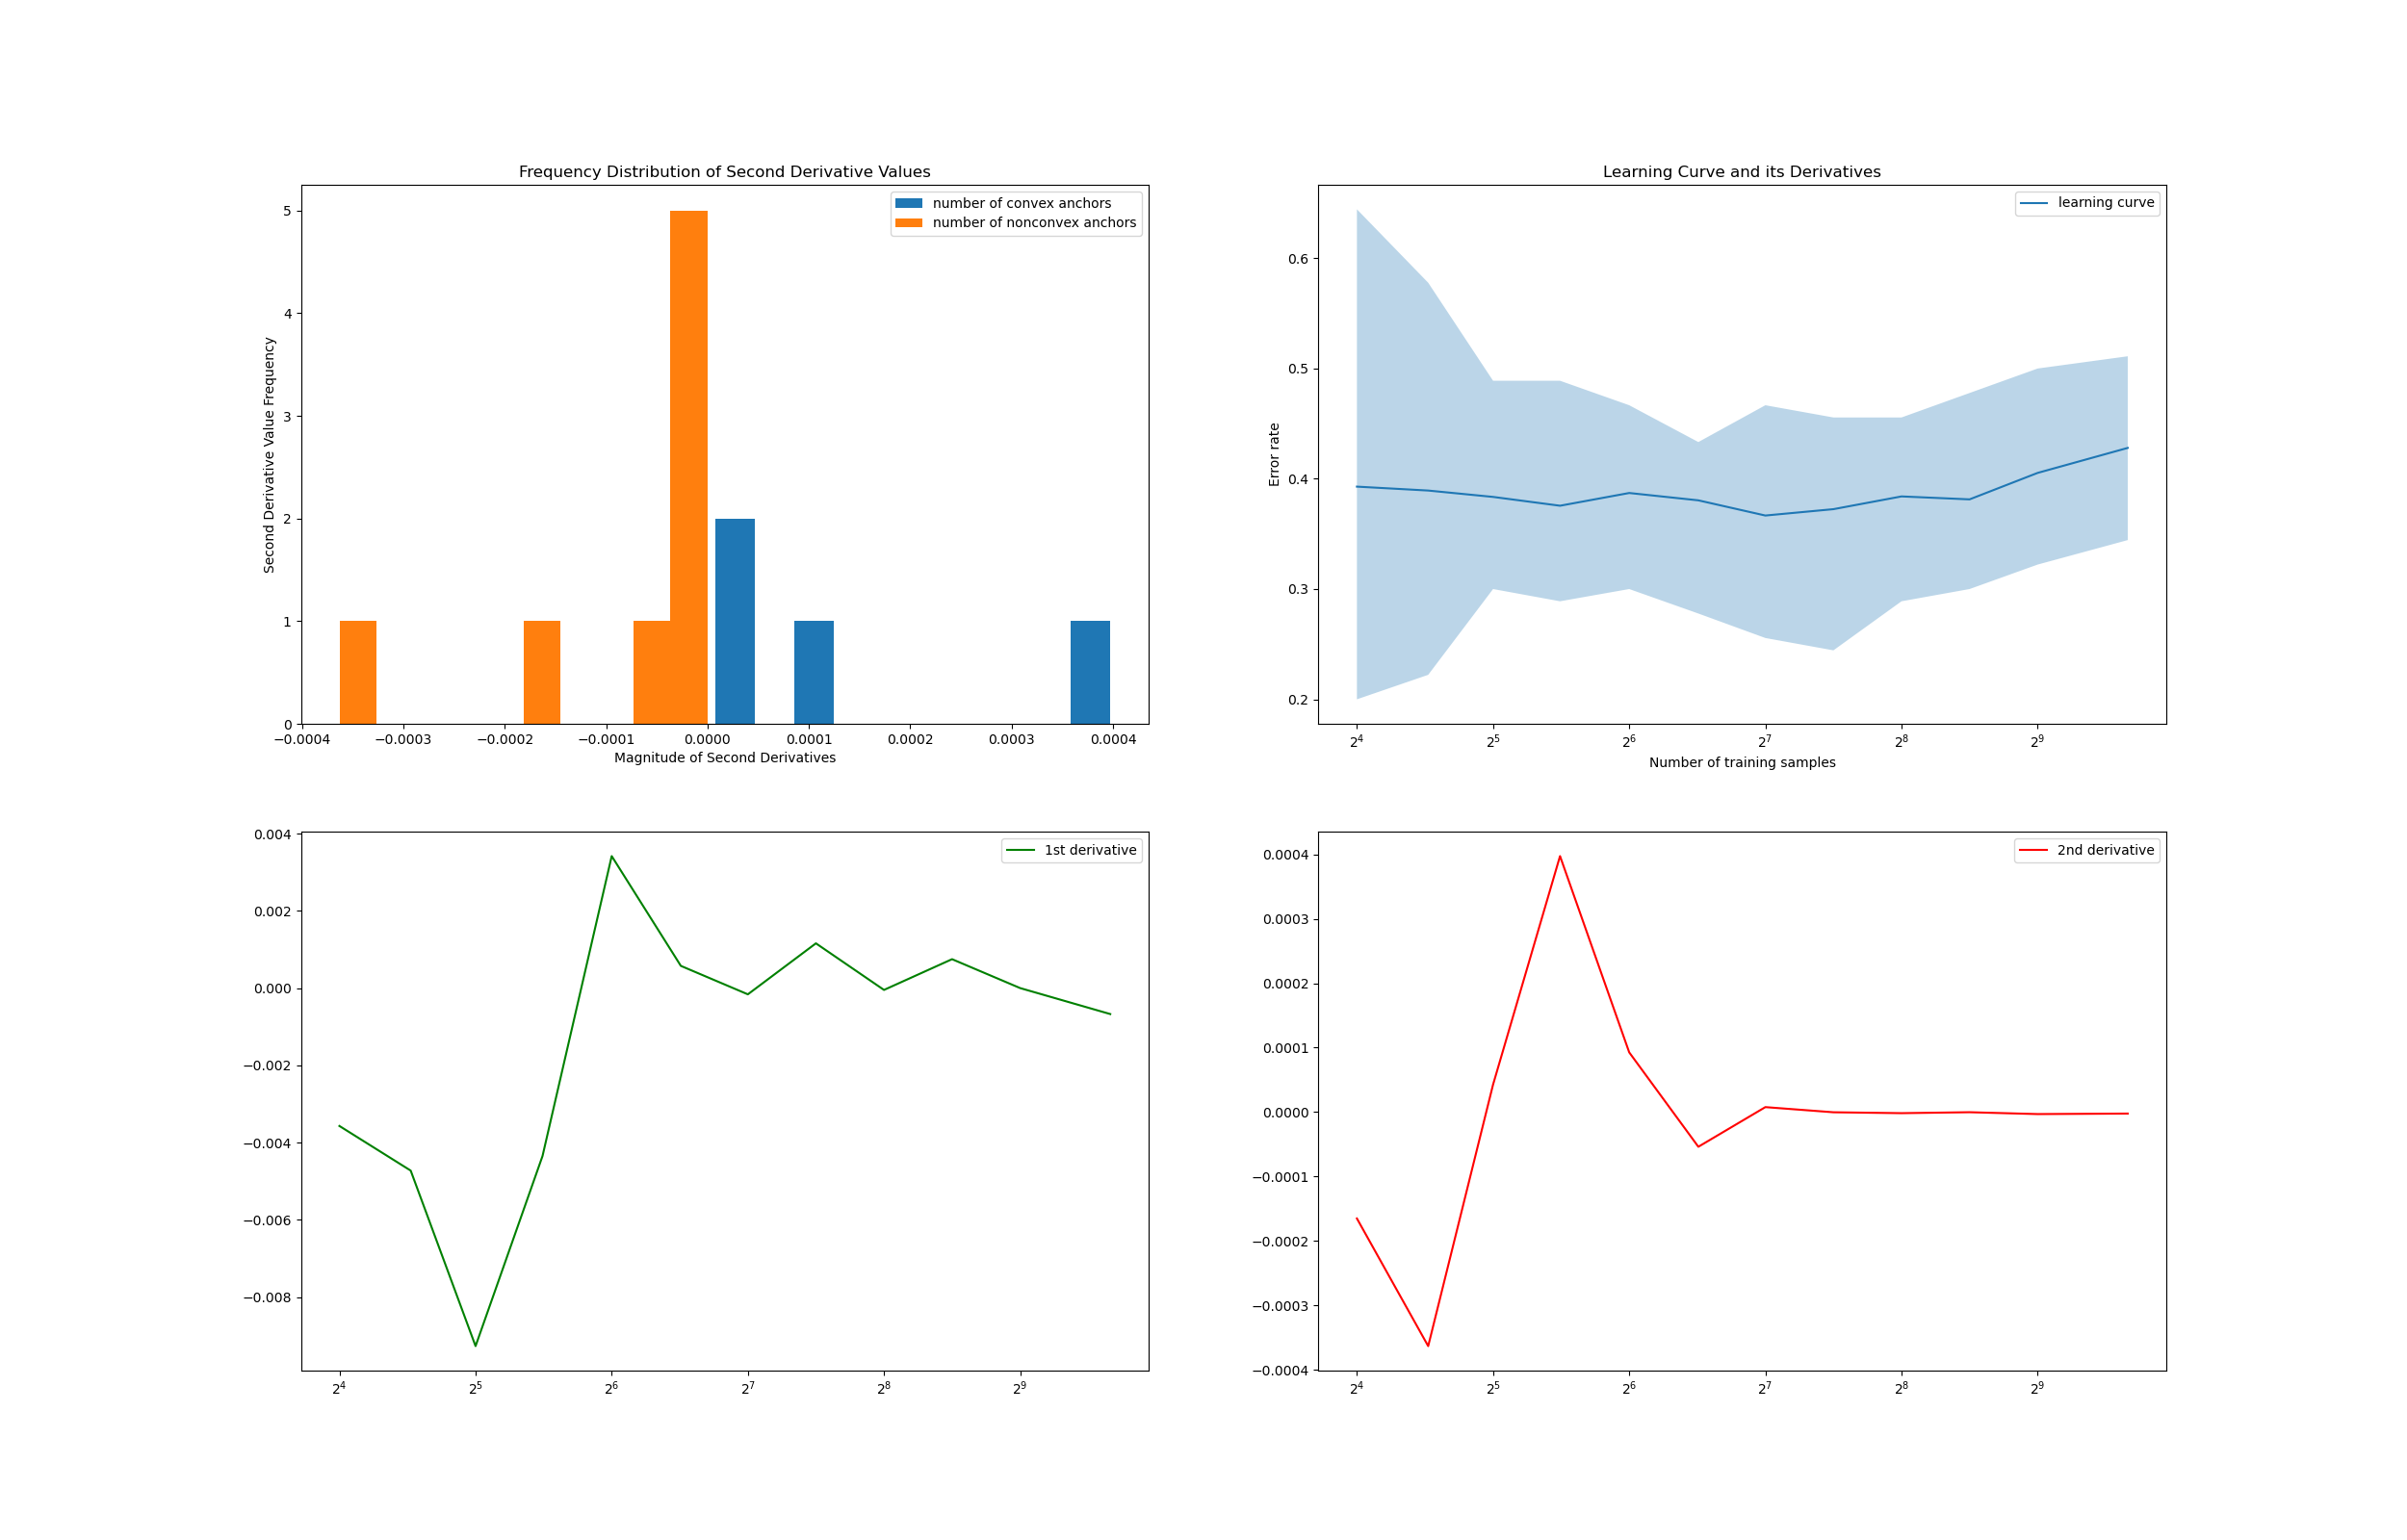 Frequency Distribution of Second Derivative Values
number of convex anchors
number of nonconvex anchors
5
4
3
2
1
0
Second Derivative Value Frequency
−0.0004 −0.0003 −0.0002 −0.0001 0.0000 0.0001 0.0002 0.0003 0.0004
Magnitude of Second Derivatives
Learning Curve and its Derivatives
learning curve
0.6
0.5
0.4
0.3
0.2
Error rate
2⁴ 2⁵ 2⁶ 2⁷ 2⁸ 2⁹
Number of training samples
1st derivative
0.004
0.002
0.000
−0.002
−0.004
−0.006
−0.008
2⁴ 2⁵ 2⁶ 2⁷ 2⁸ 2⁹
2nd derivative
0.0004
0.0003
0.0002
0.0001
0.0000
−0.0001
−0.0002
−0.0003
−0.0004
2⁴ 2⁵ 2⁶ 2⁷ 2⁸ 2⁹